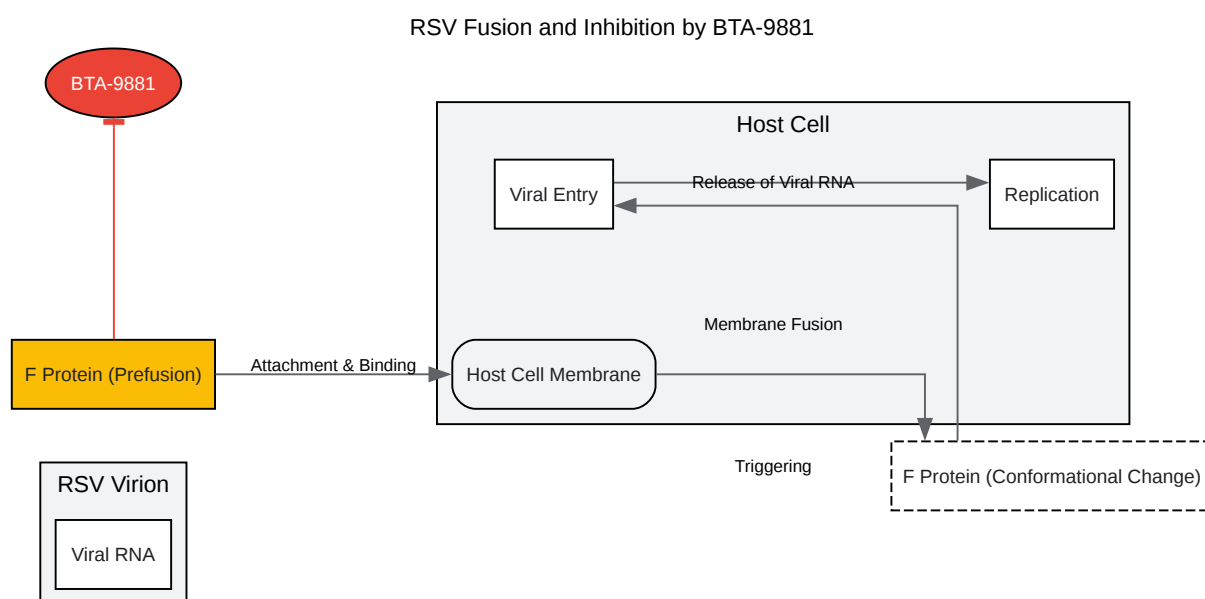 RSV Fusion and Inhibition by BTA-9881
BTA-9881
Host Cell
Viral Entry
Release of Viral RNA
Replication
Membrane Fusion
F Protein (Prefusion)
Attachment & Binding
Host Cell Membrane
Triggering
F Protein (Conformational Change)
RSV Virion
Viral RNA